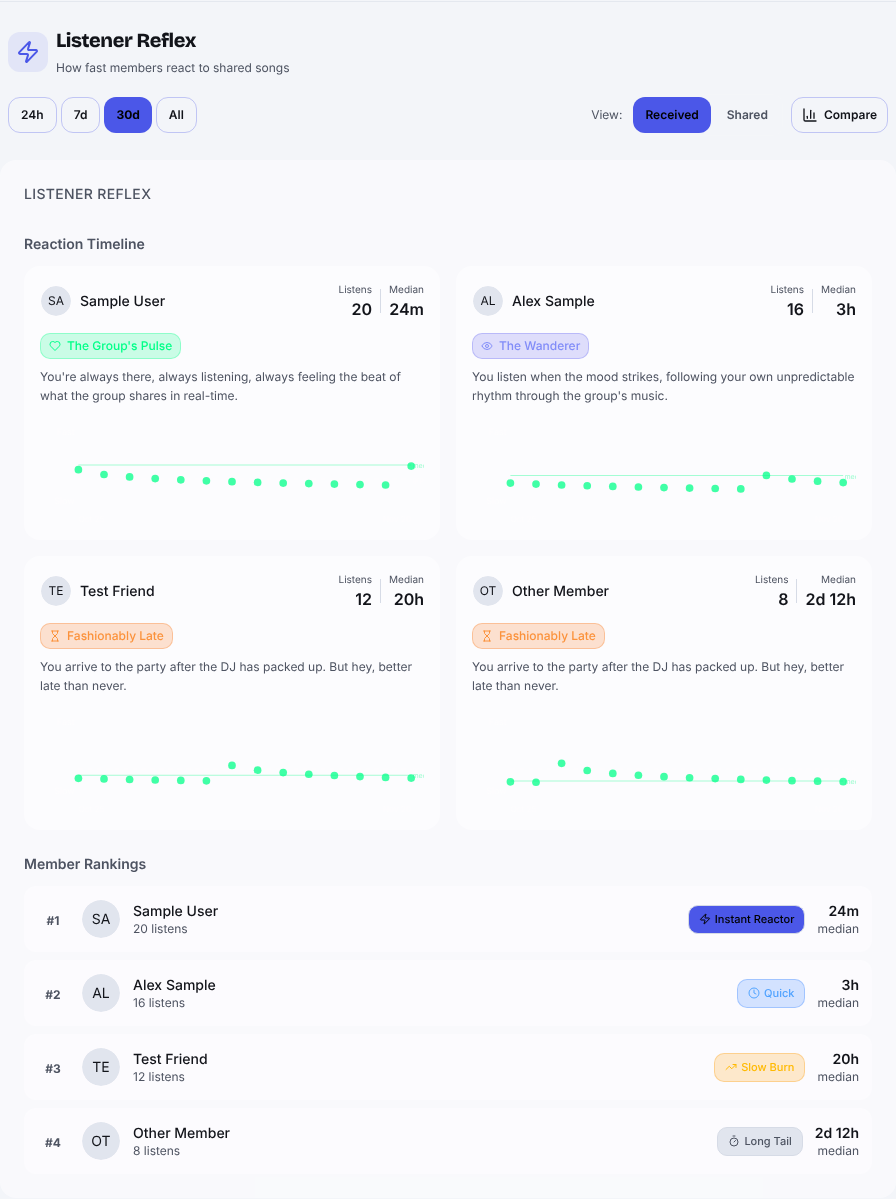 Listener Reflex
How fast members react to shared songs
24h 7d 30d All View: Received Shared Compare
LISTENER REFLEX
Reaction Timeline
SA Sample User Listens 20 Median 24m
The Group's Pulse
You're always there, always listening, always feeling the beat of
what the group shares in real-time.
AL Alex Sample Listens 16 Median 3h
The Wanderer
You listen when the mood strikes, following your own unpredictable
rhythm through the group's music.
TE Test Friend Listens 12 Median 20h
Fashionably Late
You arrive to the party after the DJ has packed up. But hey, better
late than never.
OT Other Member Listens 8 Median 2d 12h
Fashionably Late
You arrive to the party after the DJ has packed up. But hey, better
late than never.
Member Rankings
#1 SA Sample User Instant Reactor 24m
20 listens median
#2 AL Alex Sample Quick 3h
16 listens median
#3 TE Test Friend Slow Burn 20h
12 listens median
#4 OT Other Member Long Tail 2d 12h
8 listens median